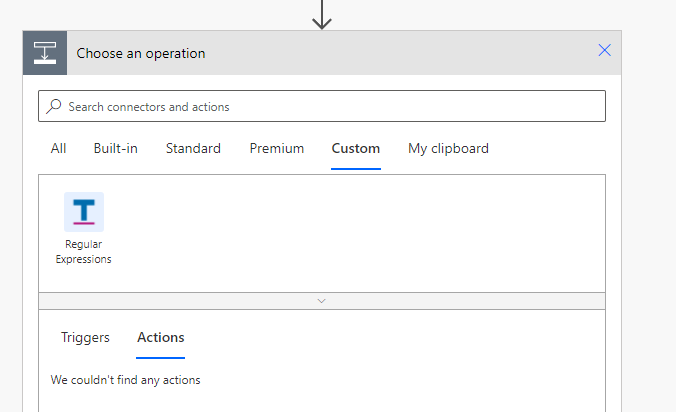 Choose an operation
Search connectors and actions
All Built-in Standard Premium Custom My clipboard
T
Regular
Expressions
Triggers Actions
We couldn't find any actions